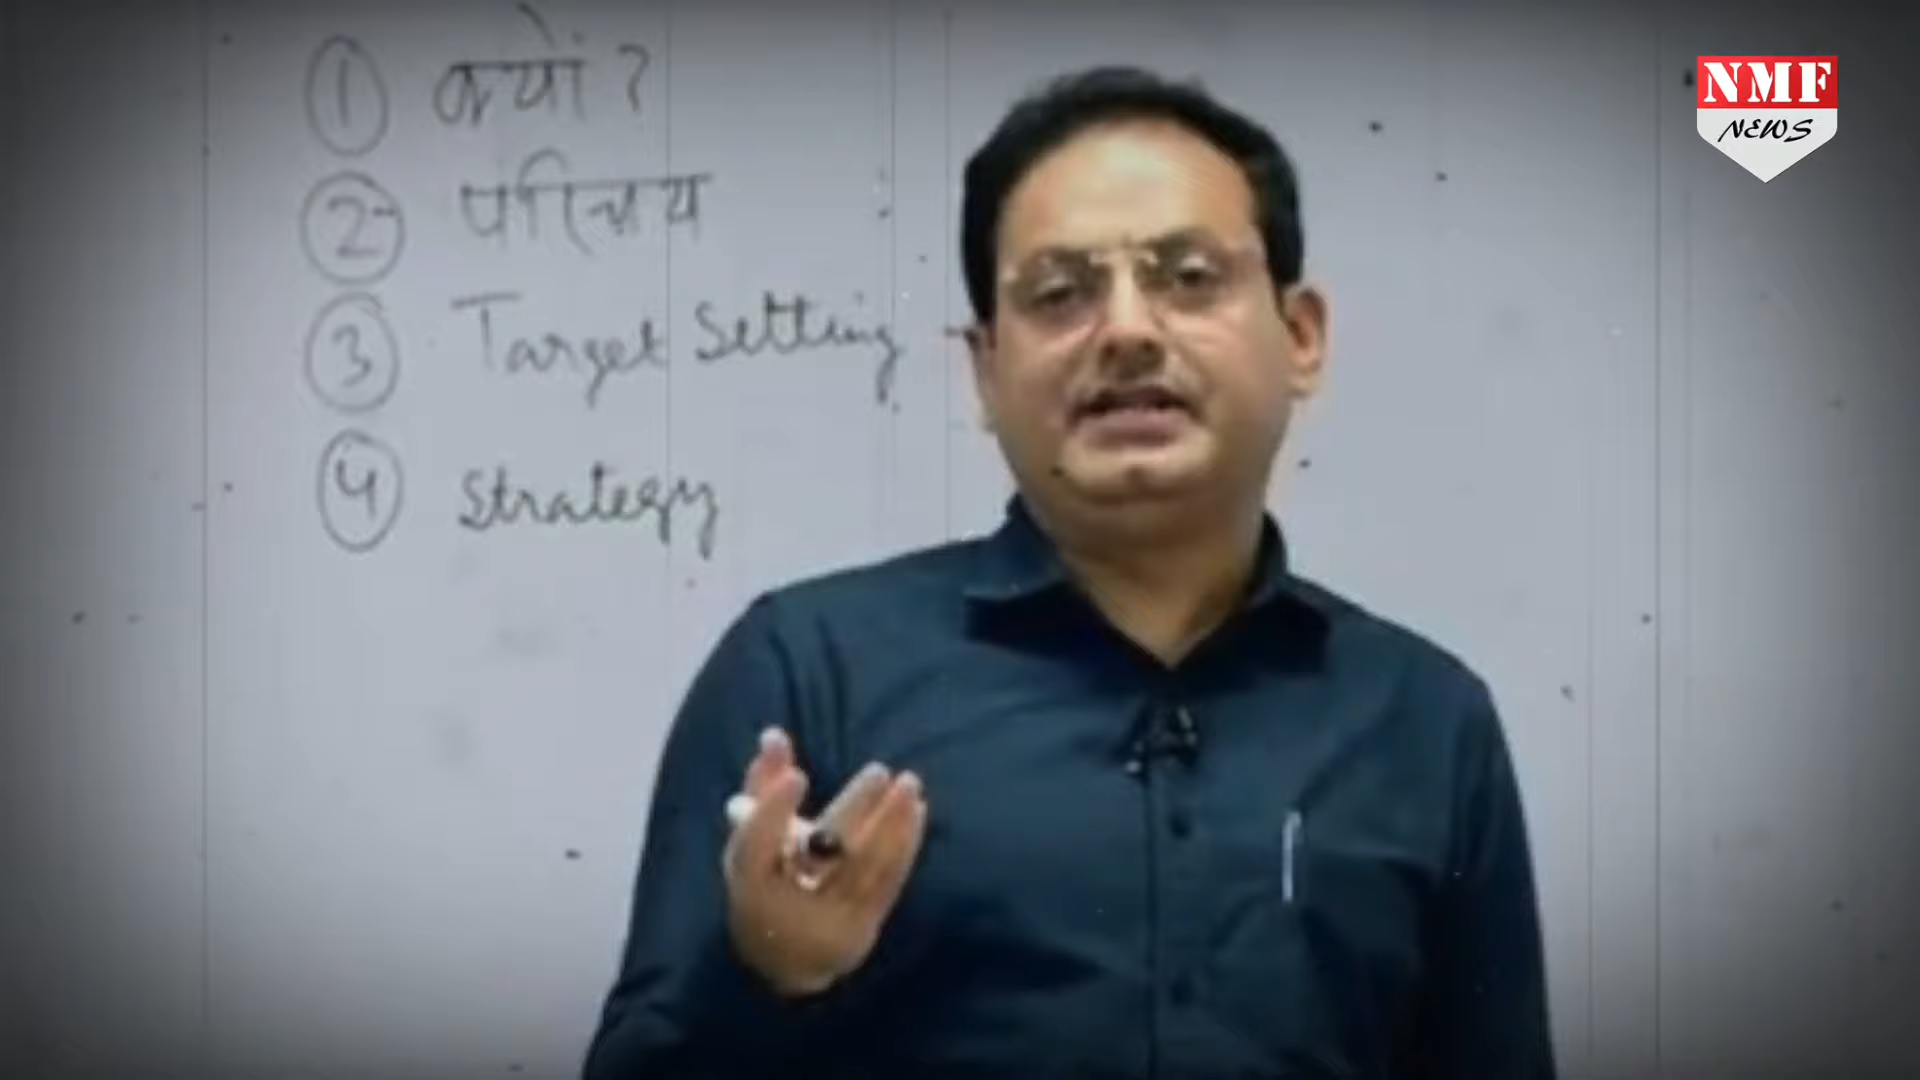 ① क्यों ?
② परिचय
③ Target Setting
④ Strategy
NMF
NEWS